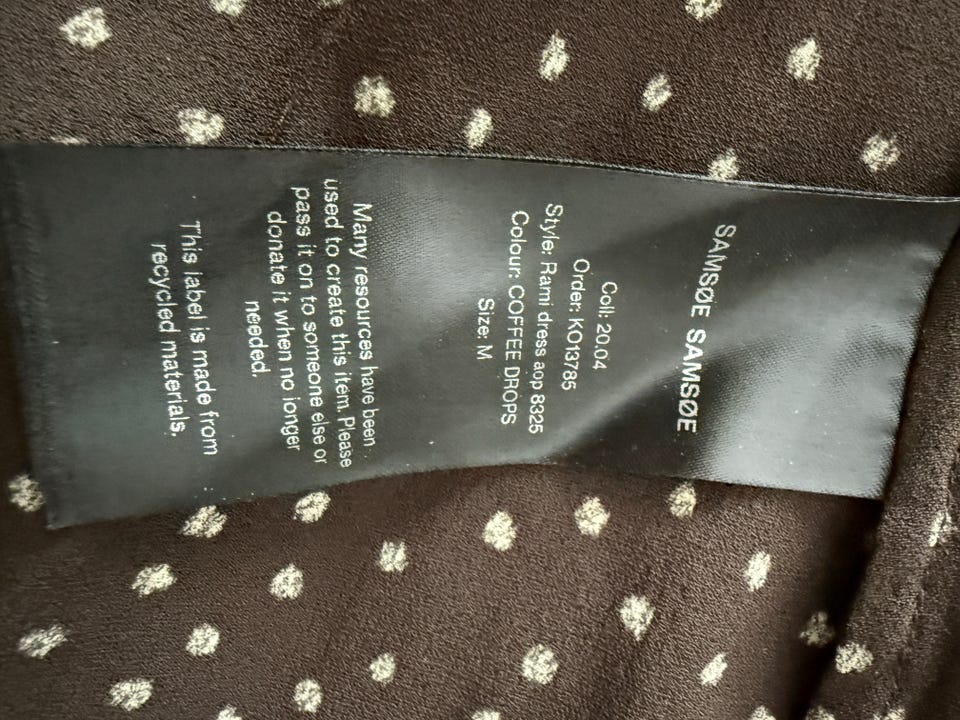 SAMSØE SAMSØE
Coll: 20.04
Order: KO13785
Style: Rami dress aop 8325
Colour: COFFEE DROPS
Size: M
Many resources have been
used to create this item. Please
pass it on to someone else or
donate it when no longer
needed.
This label is made from
recycled materials.